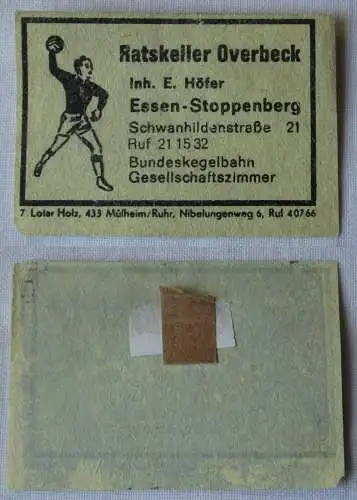 Ratskeller Overbeck
Inh. E. Höfer
Essen-Stoppenberg
Schwanhildenstraße 21
Ruf 21 15 32
Bundeskegelbahn
Gesellschaftszimmer
7 Lotar Holz, 433 Mülheim/Ruhr, Nibelungenweg 6, Ruf 40766